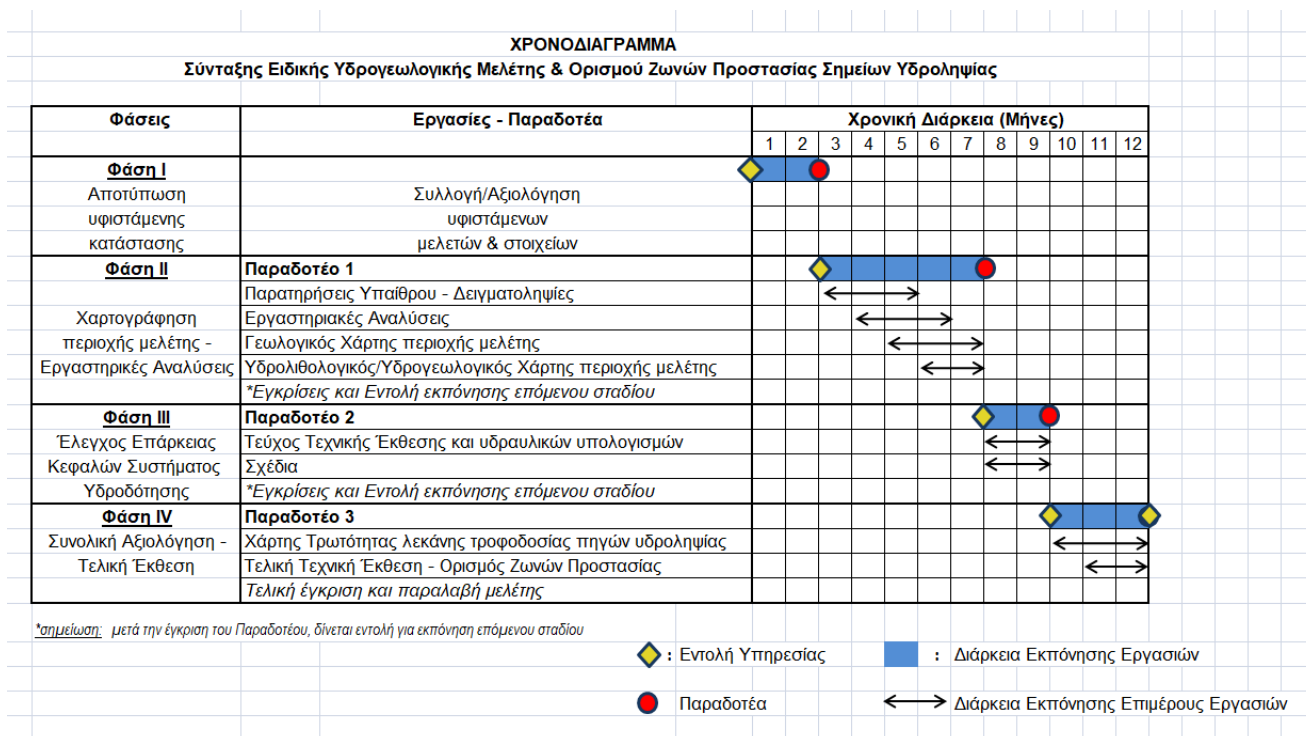 ΧΡΟΝΟΔΙΑΓΡΑΜΜΑ
Σύνταξης Ειδικής Υδρογεωλογικής Μελέτης & Ορισμού Ζωνών Προστασίας Σημείων Υδροληψίας
Φάσεις Εργασίες - Παραδοτέα Χρονική Διάρκεια (Μήνες)
1 2 3 4 5 6 7 8 9 10 11 12
Φάση Ι
Αποτύπωση Συλλογή/Αξιολόγηση
υφιστάμενης υφιστάμενων
κατάστασης μελετών & στοιχείων
Φάση ΙΙ Παραδοτέο 1
Παρατηρήσεις Υπαίθρου - Δειγματοληψίες
Χαρτογράφηση Εργαστηριακές Αναλύσεις
περιοχής μελέτης - Γεωλογικός Χάρτης περιοχής μελέτης
Εργαστηρικές Αναλύσεις Υδρολιθολογικός/Υδρογεωλογικός Χάρτης περιοχής μελέτης
*Εγκρίσεις και Εντολή εκπόνησης επόμενου σταδίου
Φάση ΙΙΙ Παραδοτέο 2
Έλεγχος Επάρκειας Τεύχος Τεχνικής Έκθεσης και υδραυλικών υπολογισμών
Κεφαλών Συστήματος Σχέδια
Υδροδότησης *Εγκρίσεις και Εντολή εκπόνησης επόμενου σταδίου
Φάση IV Παραδοτέο 3
Συνολική Αξιολόγηση - Χάρτης Τρωτότητας λεκάνης τροφοδοσίας πηγών υδροληψίας
Τελική Έκθεση Τελική Τεχνική Έκθεση - Ορισμός Ζωνών Προστασίας
Τελική έγκριση και παραλαβή μελέτης
*σημείωση: μετά την έγκριση του Παραδοτέου, δίνεται εντολή για εκπόνηση επόμενου σταδίου
: Εντολή Υπηρεσίας : Διάρκεια Εκπόνησης Εργασιών
Παραδοτέα Διάρκεια Εκπόνησης Επιμέρους Εργασιών